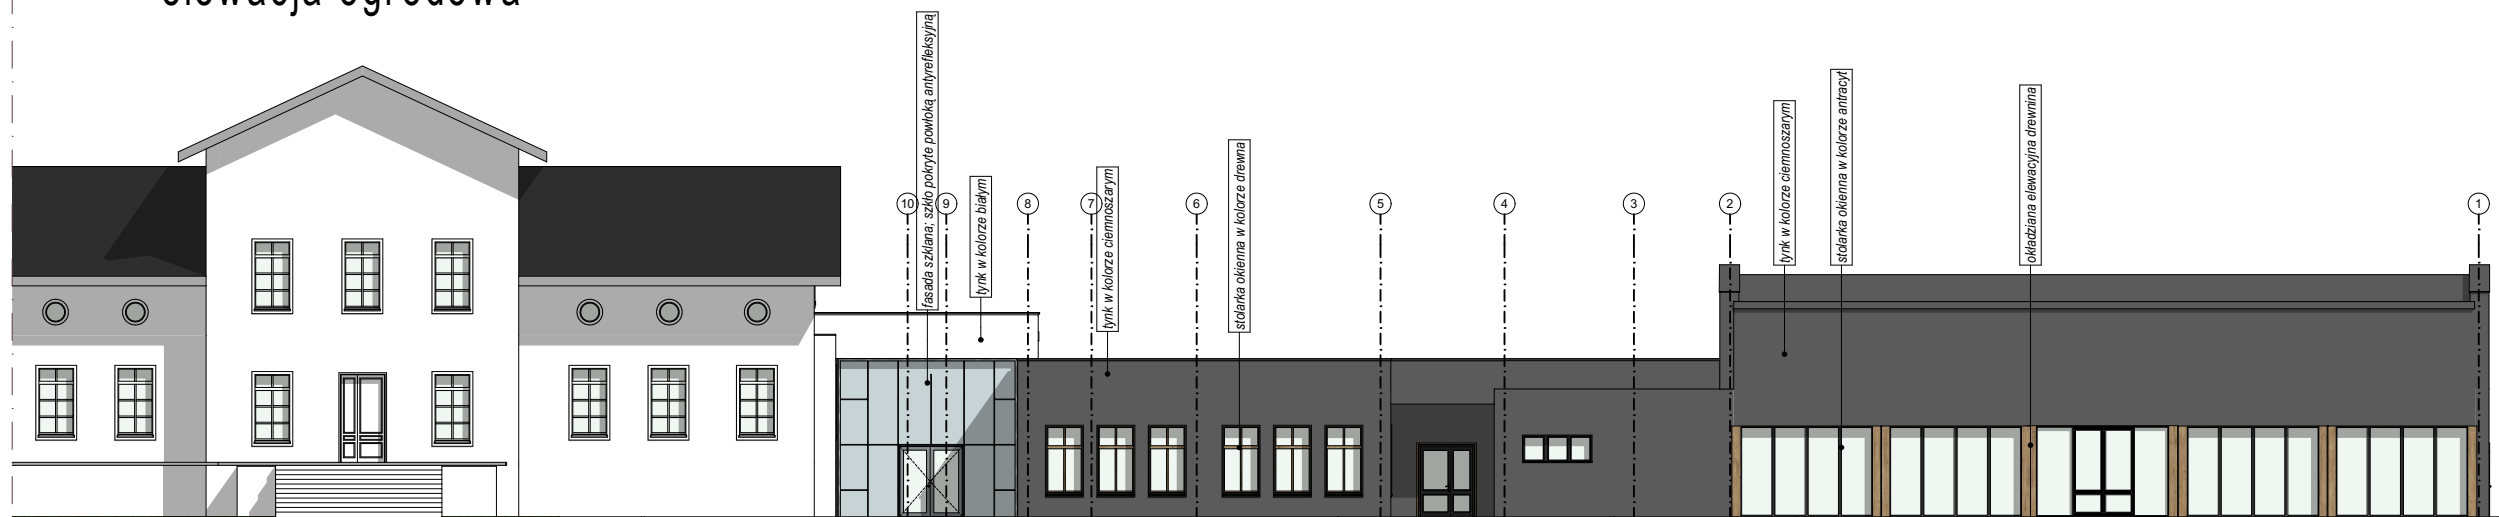 elewacja ogrodowa
fasada szklana; szkło pokryte powłoką antyrefleksyjną
tynk w kolorze białym
tynk w kolorze ciemnoszarym
stolarka okienna w kolorze drewna
tynk w kolorze ciemnoszarym
stolarka okienna w kolorze antracyt
okładziana elewacyjna drewnina
10
9
8
7
6
5
4
3
2
1